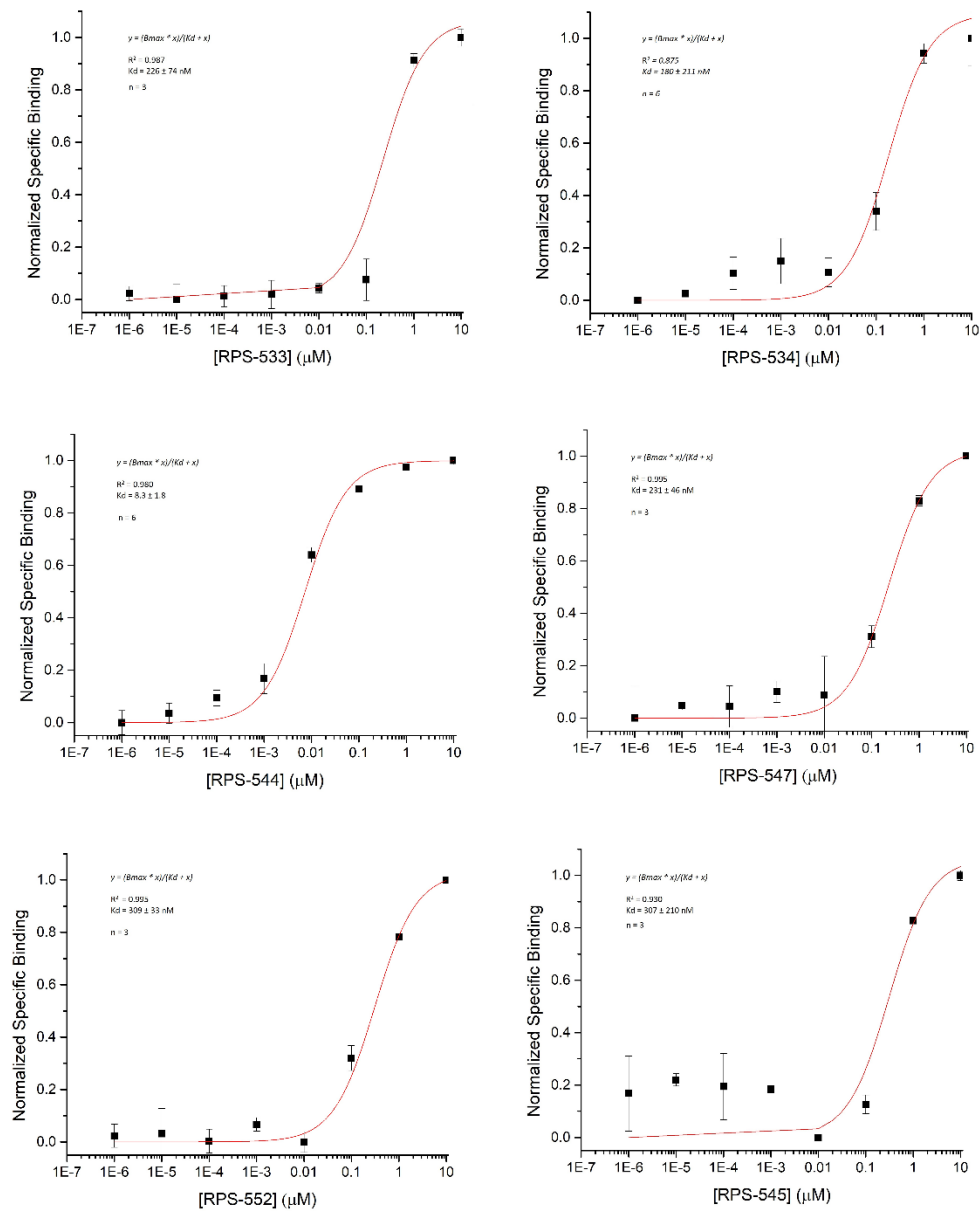 y = (Bmax * x)/(Kd + x)
R² = 0.987
Kd = 226 ± 74 nM
n = 3
Normalized Specific Binding
1.0
0.8
0.6
0.4
0.2
0.0
1E-7 1E-6 1E-5 1E-4 1E-3 0.01 0.1 1 10
[RPS-533] (μM)
y = (Bmax * x)/(Kd + x)
R² = 0.875
Kd = 180 ± 211 nM
n = 6
Normalized Specific Binding
1.0
0.8
0.6
0.4
0.2
0.0
1E-7 1E-6 1E-5 1E-4 1E-3 0.01 0.1 1 10
[RPS-534] (μM)
y = (Bmax * x)/(Kd + x)
R² = 0.980
Kd = 8.3 ± 1.8
n = 6
Normalized Specific Binding
1.0
0.8
0.6
0.4
0.2
0.0
1E-7 1E-6 1E-5 1E-4 1E-3 0.01 0.1 1 10
[RPS-544] (μM)
y = (Bmax * x)/(Kd + x)
R² = 0.995
Kd = 231 ± 46 nM
n = 3
Normalized Specific Binding
1.0
0.8
0.6
0.4
0.2
0.0
1E-7 1E-6 1E-5 1E-4 1E-3 0.01 0.1 1 10
[RPS-547] (μM)
y = (Bmax * x)/(Kd + x)
R² = 0.995
Kd = 309 ± 33 nM
n = 3
Normalized Specific Binding
1.0
0.8
0.6
0.4
0.2
0.0
1E-7 1E-6 1E-5 1E-4 1E-3 0.01 0.1 1 10
[RPS-552] (μM)
y = (Bmax * x)/(Kd + x)
R² = 0.930
Kd = 307 ± 210 nM
n = 3
Normalized Specific Binding
1.0
0.8
0.6
0.4
0.2
0.0
1E-7 1E-6 1E-5 1E-4 1E-3 0.01 0.1 1 10
[RPS-545] (μM)